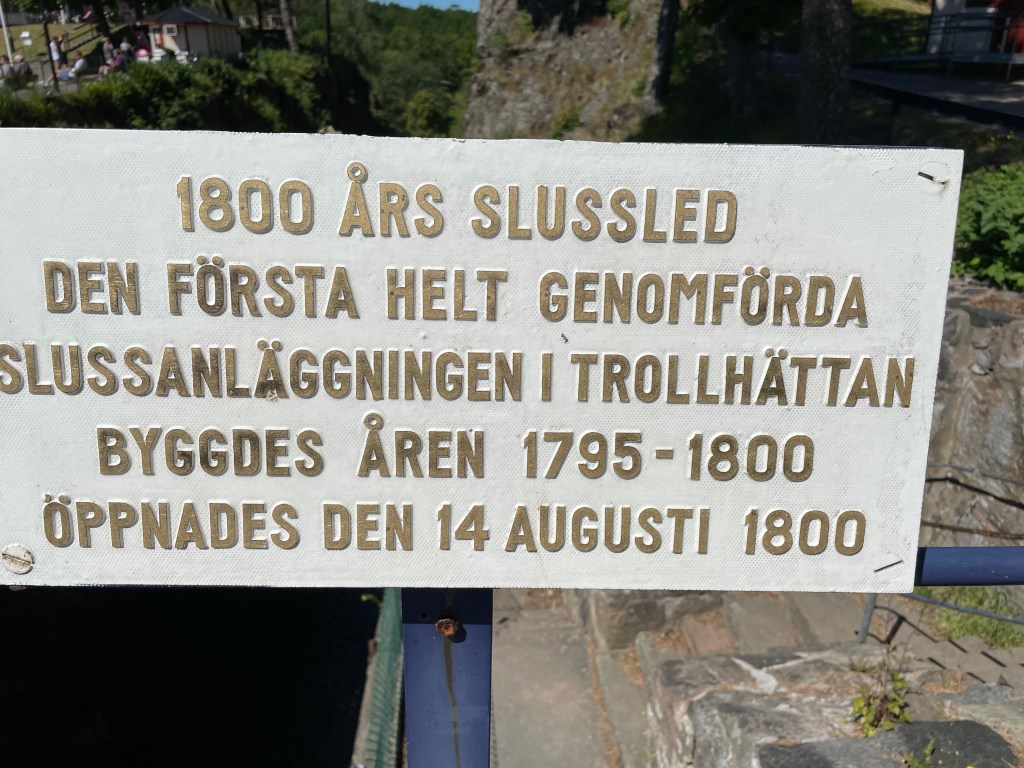 1800 ÅRS SLUSSLED
DEN FÖRSTA HELT GENOMFÖRDA
SLUSSANLÄGGNINGEN I TROLLHÄTTAN
BYGGDES ÅREN 1795-1800
ÖPPNADES DEN 14 AUGUSTI 1800